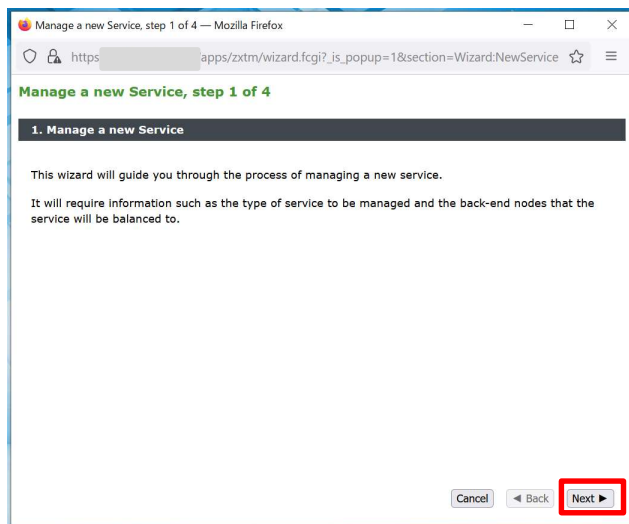 Manage a new Service, step 1 of 4 — Mozilla Firefox
https apps/zxtm/wizard.fcgi?_is_popup=1&section=Wizard:NewService
Manage a new Service, step 1 of 4
1. Manage a new Service
This wizard will guide you through the process of managing a new service.
It will require information such as the type of service to be managed and the back-end nodes that the
service will be balanced to.
Cancel ◄ Back Next ►